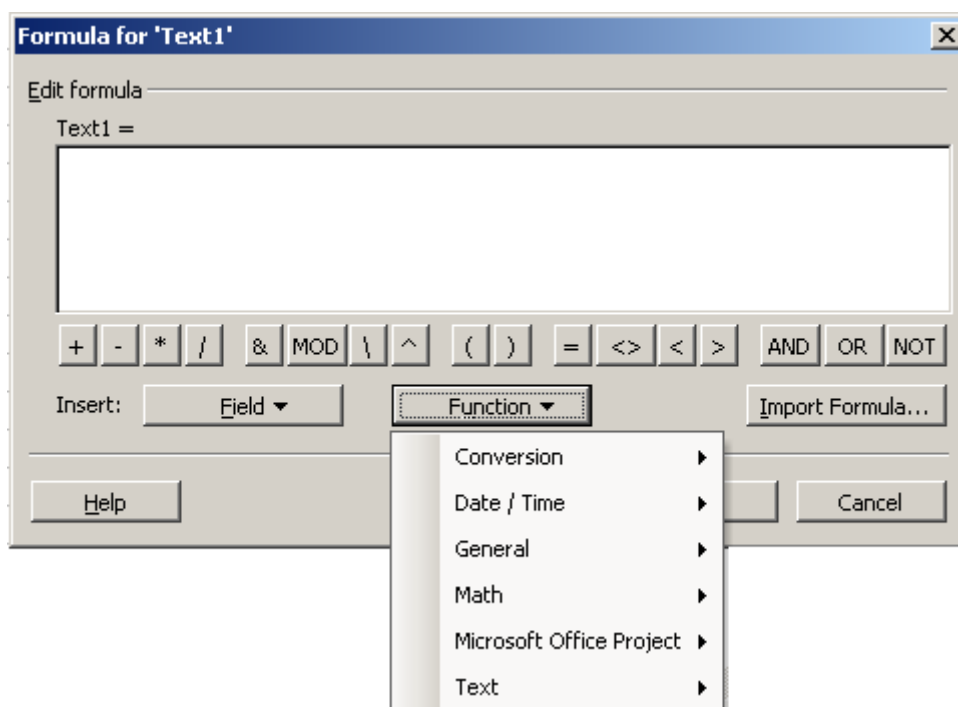 Formula for 'Text1'
Edit formula
Text1 =
+ - * / & MOD \ ^ ( ) = <> < > AND OR NOT
Insert: Field Function Import Formula...
Help Cancel
Conversion
Date / Time
General
Math
Microsoft Office Project
Text